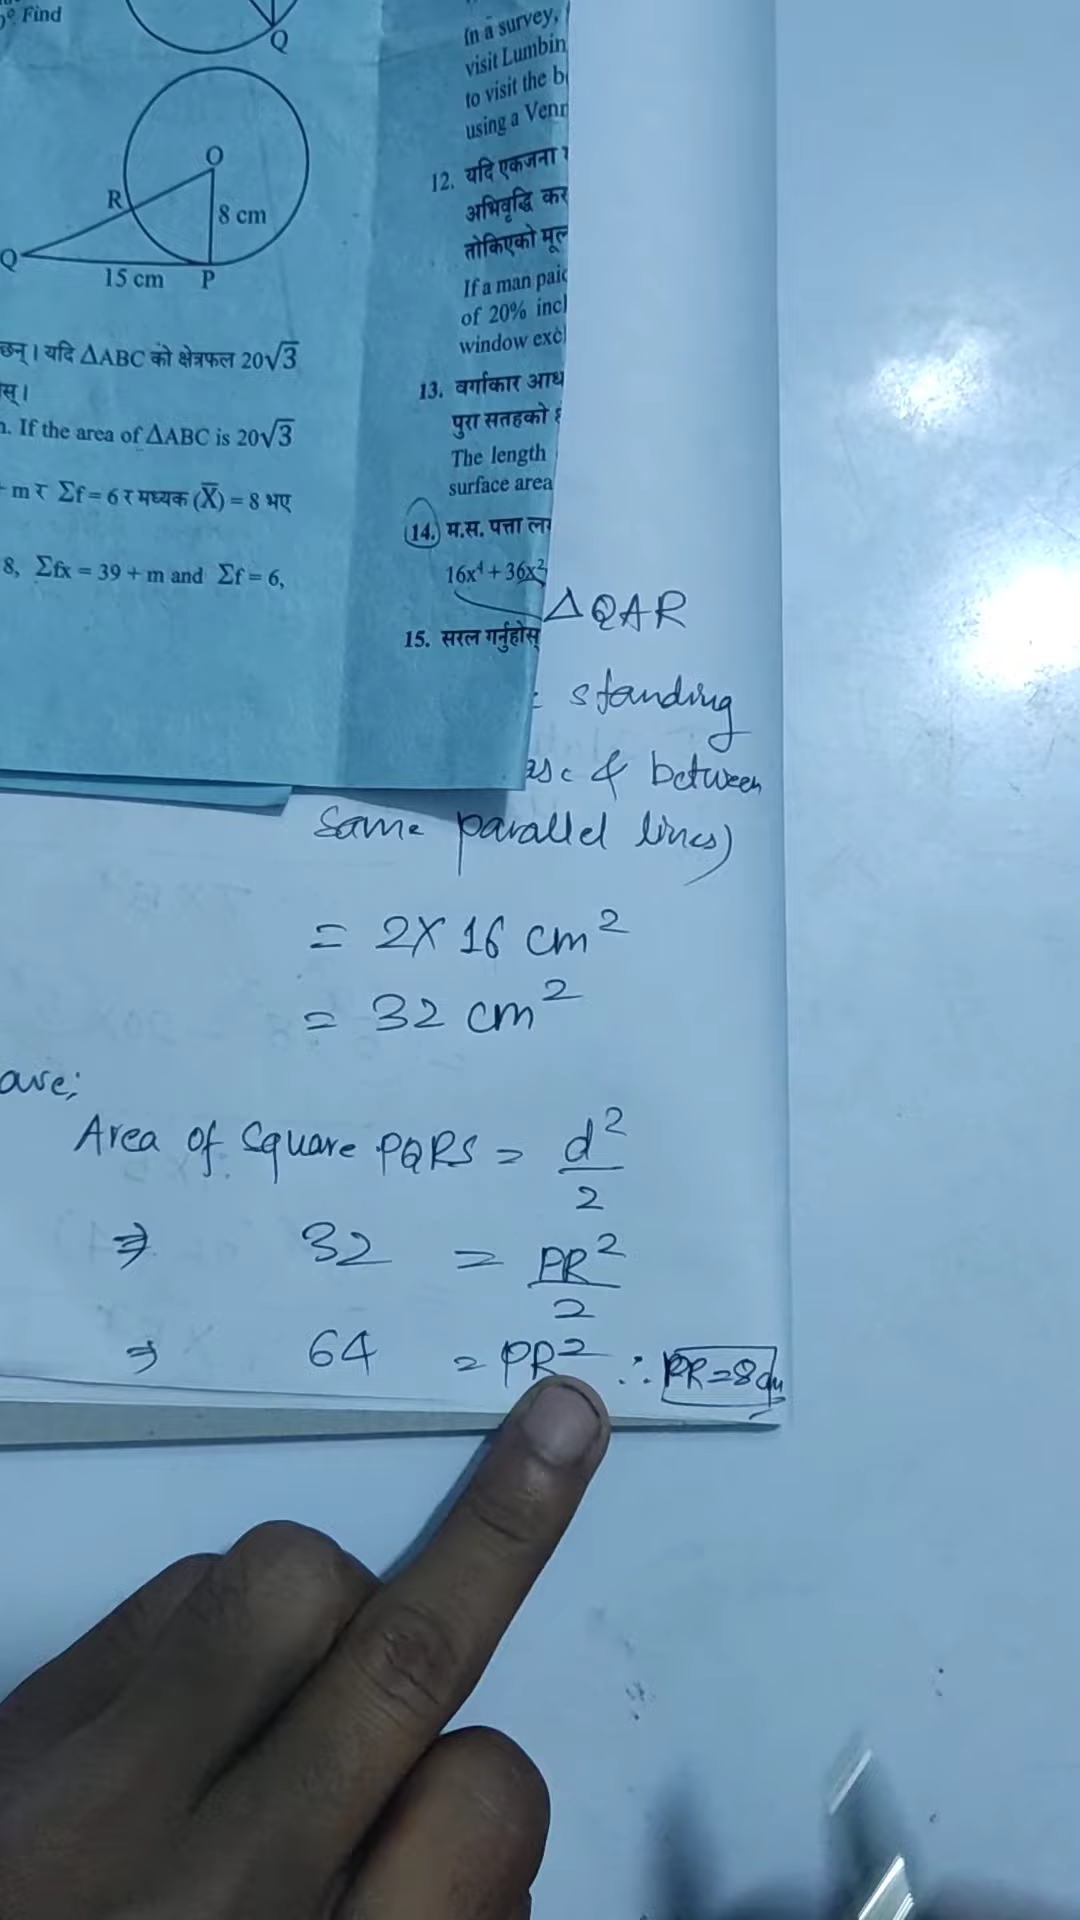 Find
Q
O
R
8 cm
Q
15 cm
P
छन् । यदि ΔABC को क्षेत्रफल 20√3
If the area of ΔABC is 20√3
m र Σf = 6 र मध्यक (X̅) = 8 भए
8, Σfx = 39 + m and Σf = 6,
In a survey,
visit Lumbin
to visit the b
using a Venr
12. यदि एकजना
अभिवृद्धि कर
तोकिएको मूल
If a man paid
of 20% incl
window excl
13. वर्गाकार आध
पुरा सतहको
The length
surface area
14. म.स. पत्ता
16x⁴ + 36x²
15. सरल गर्नुहोस्
Δ QAR
standing
& between
same parallel lines)
= 2 × 16 cm²
= 32 cm²
Area of square PQRS = d²/2
⇒ 32 = PR²/2
⇒ 64 = PR² ∴ PR = 8 cm